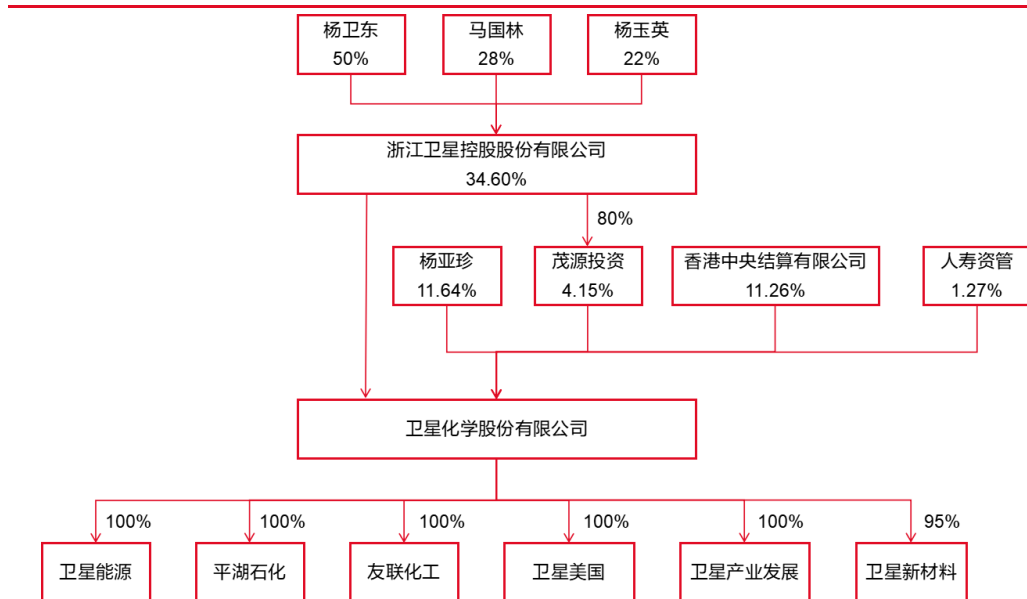 杨卫东
50%
马国林
28%
杨玉英
22%
浙江卫星控股股份有限公司
34.60%
80%
杨亚珍
11.64%
茂源投资
4.15%
香港中央结算有限公司
11.26%
人寿资管
1.27%
卫星化学股份有限公司
100%
100%
100%
100%
100%
95%
卫星能源
平湖石化
友联化工
卫星美国
卫星产业发展
卫星新材料